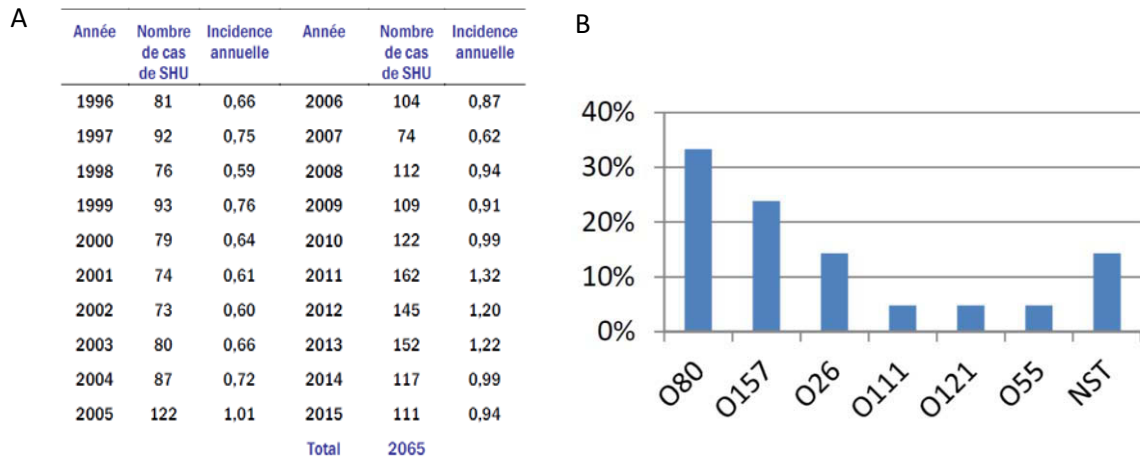 A
Année Nombre de cas de SHU Incidence annuelle Année Nombre de cas de SHU Incidence annuelle
1996 81 0,66 2006 104 0,87
1997 92 0,75 2007 74 0,62
1998 76 0,59 2008 112 0,94
1999 93 0,76 2009 109 0,91
2000 79 0,64 2010 122 0,99
2001 74 0,61 2011 162 1,32
2002 73 0,60 2012 145 1,20
2003 80 0,66 2013 152 1,22
2004 87 0,72 2014 117 0,99
2005 122 1,01 2015 111 0,94
Total 2065
B
40%
30%
20%
10%
0%
O80 O157 O26 O111 O121 O55 NST